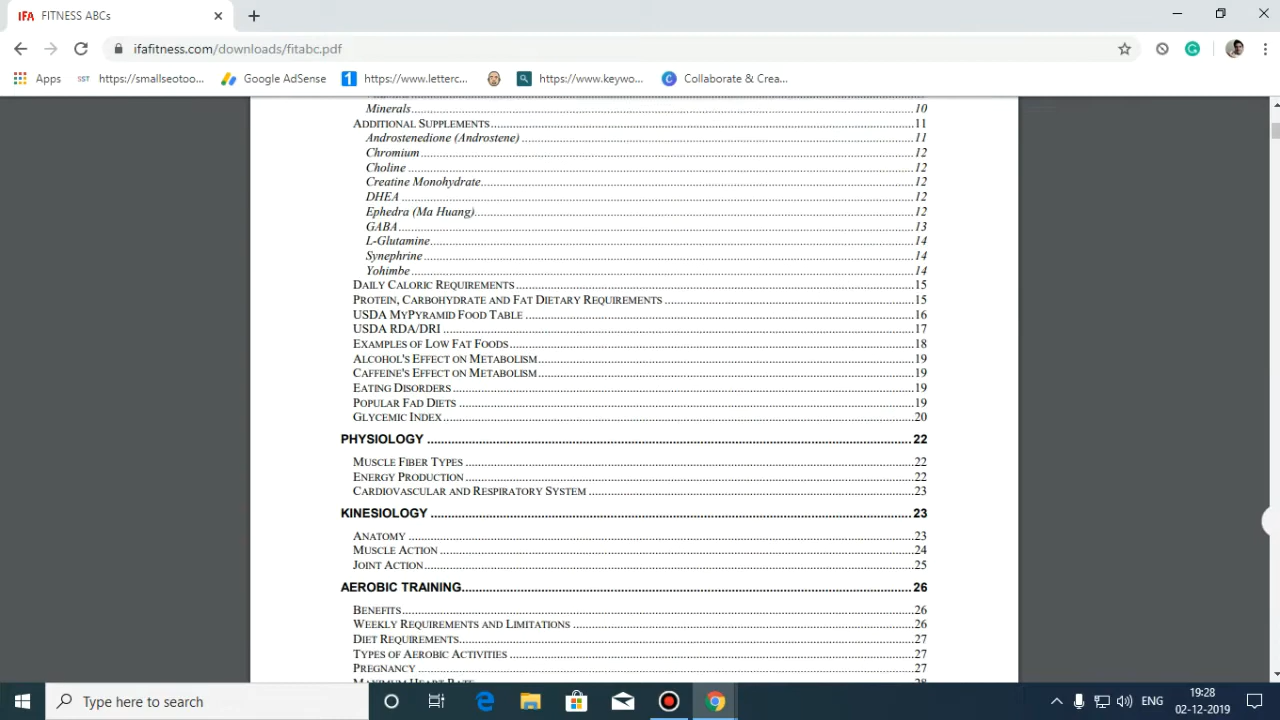 IFA FITNESS ABCs
ifafitness.com/downloads/fitabc.pdf
Apps SST https://smallseotoo... Google AdSense 1 https://www.letterc... https://www.keywo... C Collaborate & Crea...
Minerals 10
ADDITIONAL SUPPLEMENTS 11
Androstenedione (Androstene) 11
Chromium 12
Choline 12
Creatine Monohydrate 12
DHEA 12
Ephedra (Ma Huang) 12
GABA 13
L-Glutamine 14
Synephrine 14
Yohimbe 14
DAILY CALORIC REQUIREMENTS 15
PROTEIN, CARBOHYDRATE AND FAT DIETARY REQUIREMENTS 15
USDA MYPYRAMID FOOD TABLE 16
USDA RDA/DRI 17
EXAMPLES OF LOW FAT FOODS 18
ALCOHOL'S EFFECT ON METABOLISM 19
CAFFEINE'S EFFECT ON METABOLISM 19
EATING DISORDERS 19
POPULAR FAD DIETS 19
GLYCEMIC INDEX 20
PHYSIOLOGY 22
MUSCLE FIBER TYPES 22
ENERGY PRODUCTION 22
CARDIOVASCULAR AND RESPIRATORY SYSTEM 23
KINESIOLOGY 23
ANATOMY 23
MUSCLE ACTION 24
JOINT ACTION 25
AEROBIC TRAINING 26
BENEFITS 26
WEEKLY REQUIREMENTS AND LIMITATIONS 26
DIET REQUIREMENTS 27
TYPES OF AEROBIC ACTIVITIES 27
PREGNANCY 27
Type here to search
ENG
19:28
02-12-2019